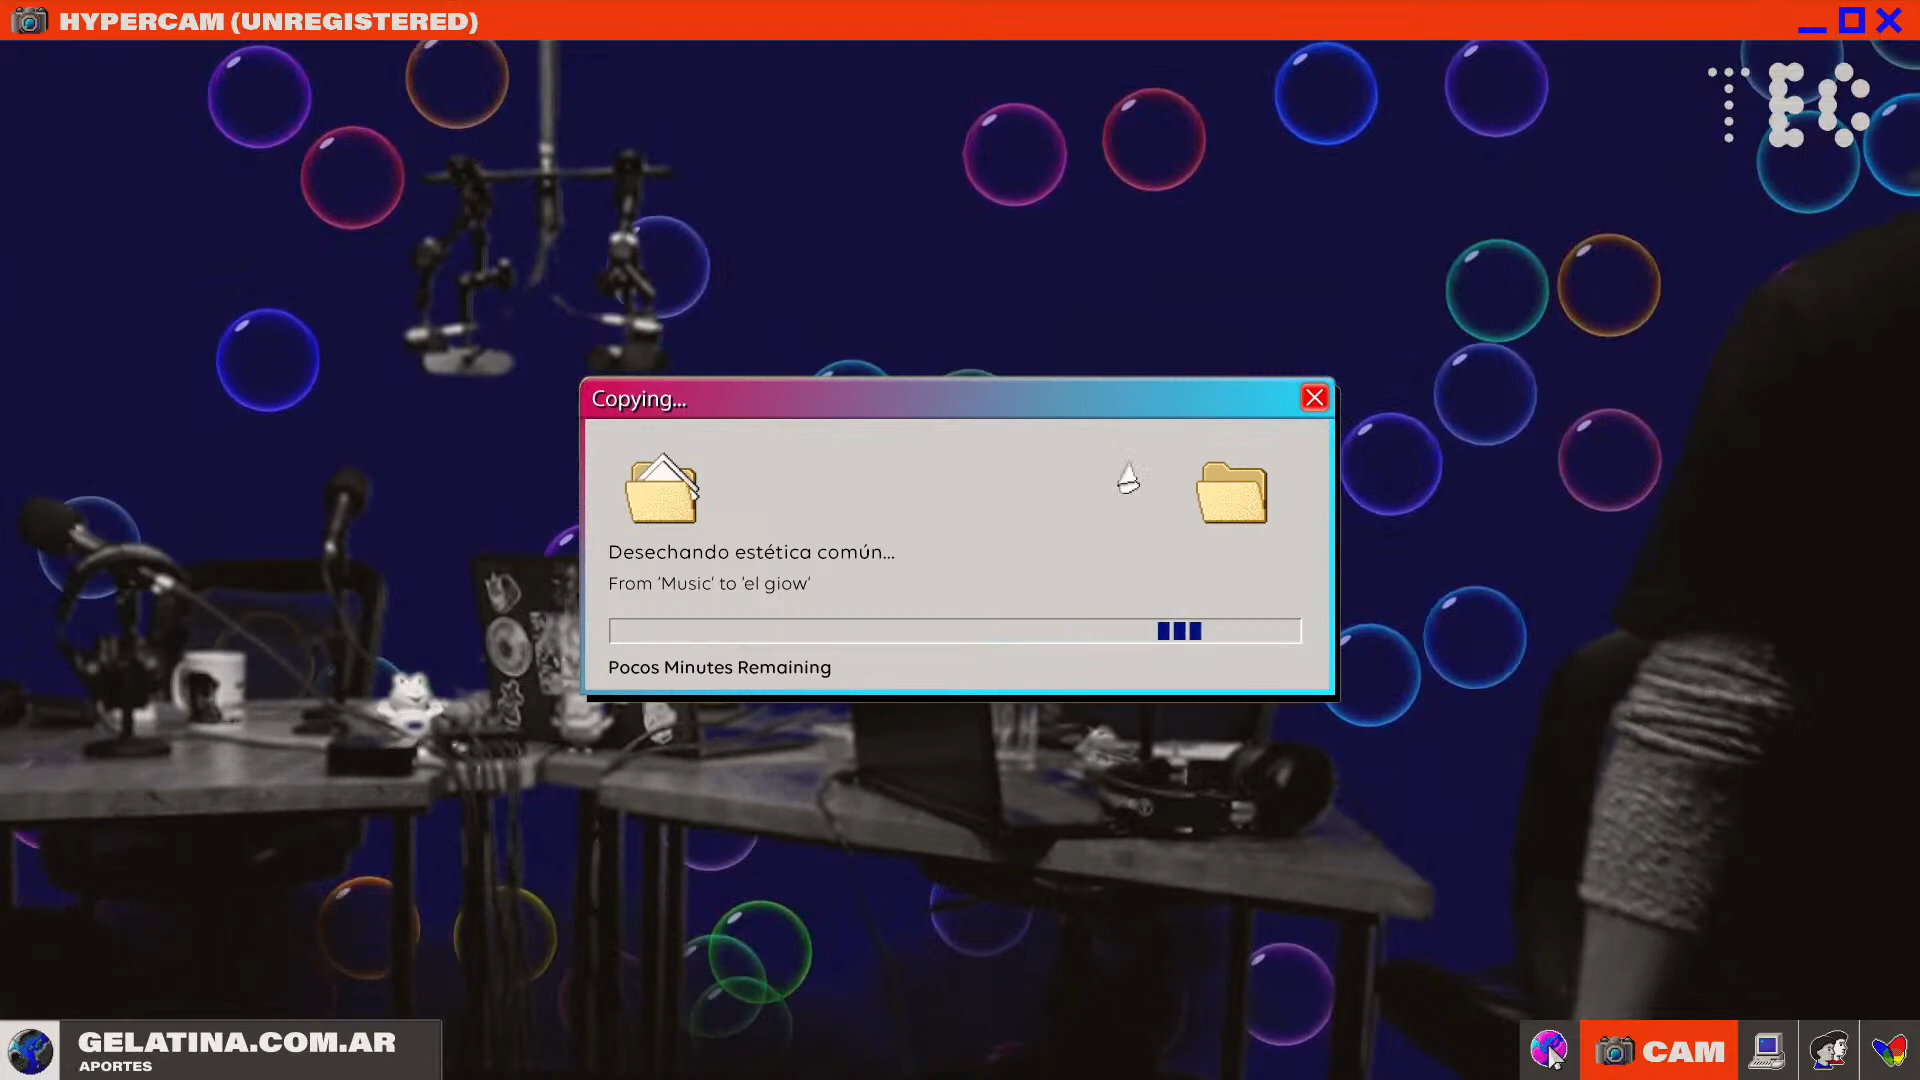 HYPERCAM (UNREGISTERED)
TEC
Copying...
Desechando estética común...
From 'Music' to 'el giow'
Pocos Minutes Remaining
GELATINA.COM.AR
APORTES
CAM